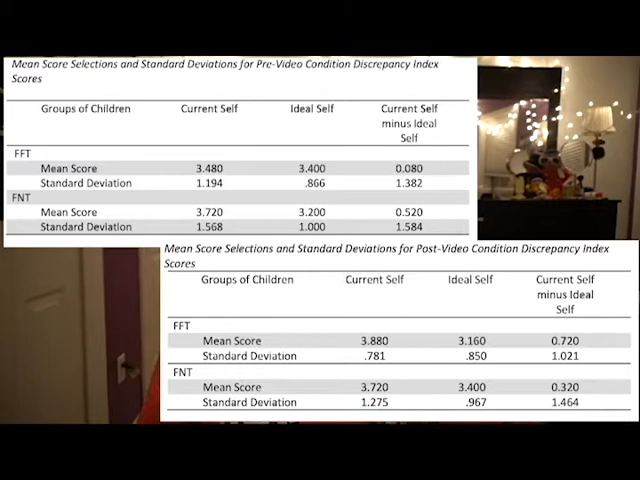 Mean Score Selections and Standard Deviations for Pre-Video Condition Discrepancy Index
Scores
Groups of Children Current Self Ideal Self Current Self
minus Ideal
Self
FFT
Mean Score 3.480 3.400 0.080
Standard Deviation 1.194 .866 1.382
FNT
Mean Score 3.720 3.200 0.520
Standard Deviation 1.568 1.000 1.584
Mean Score Selections and Standard Deviations for Post-Video Condition Discrepancy Index
Scores
Groups of Children Current Self Ideal Self Current Self
minus Ideal
Self
FFT
Mean Score 3.880 3.160 0.720
Standard Deviation .781 .850 1.021
FNT
Mean Score 3.720 3.400 0.320
Standard Deviation 1.275 .967 1.464